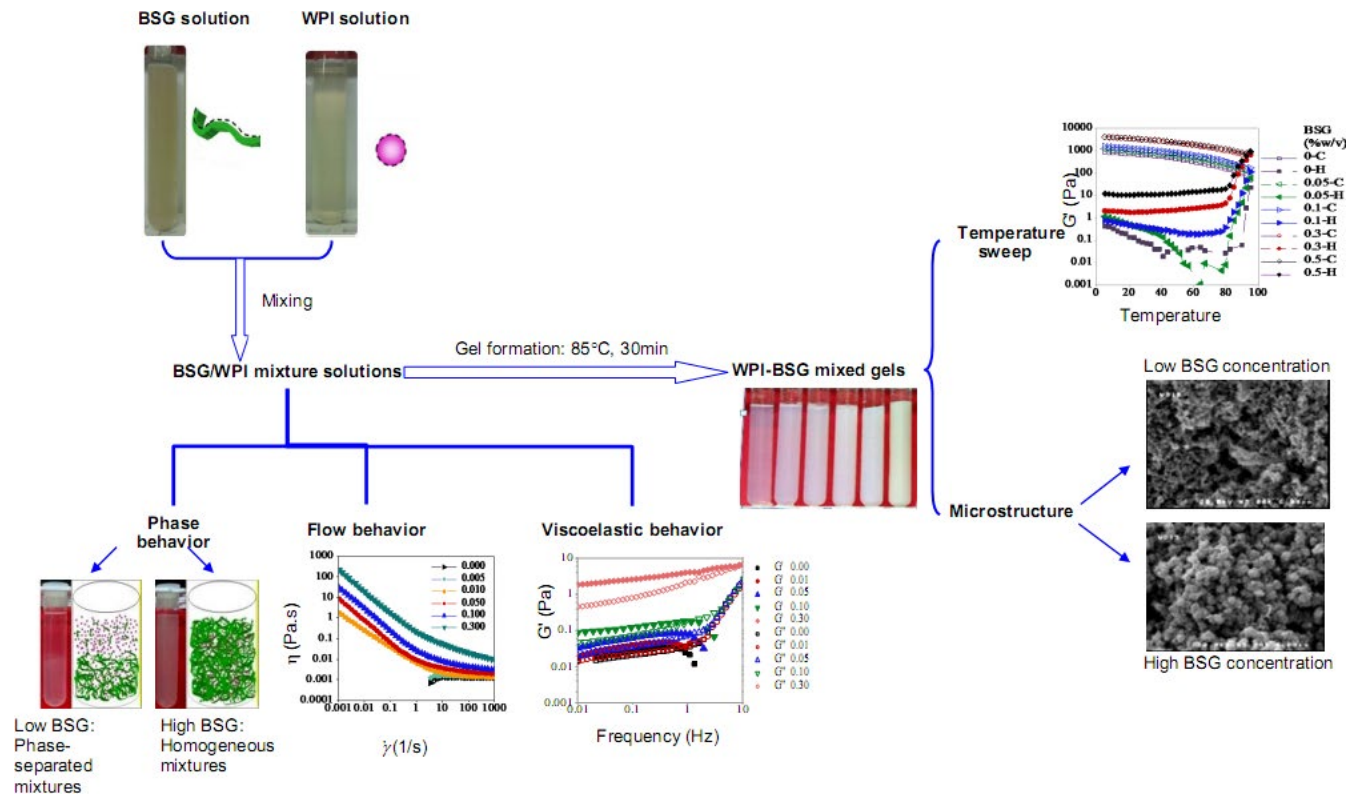 BSG solution
WPI solution
Mixing
BSG/WPI mixture solutions
Gel formation: 85°C, 30min
WPI-BSG mixed gels
Temperature
sweep
G' (Pa)
10000
1000
100
10
1
0.1
0.01
0.001
0
20
40
60
80
100
Temperature
BSG
(%w/v)
0-C
0-H
0.05-C
0.05-H
0.1-C
0.1-H
0.3-C
0.3-H
0.5-C
0.5-H
Microstructure
Low BSG concentration
High BSG concentration
Phase
behavior
Low BSG:
Phase-
separated
mixtures
High BSG:
Homogeneous
mixtures
Flow behavior
η (Pa.s)
1000
100
10
1
0.1
0.01
0.001
0.0001
0.001
0.01
0.1
1
10
100
1000
γ̇ (1/s)
0.000
0.005
0.010
0.050
0.100
0.300
Viscoelastic behavior
G' (Pa)
10
1
0.1
0.01
0.001
0.01
0.1
1
10
Frequency (Hz)
G' 0.00
G' 0.01
G' 0.05
G' 0.10
G' 0.30
G" 0.00
G" 0.01
G" 0.05
G" 0.10
G" 0.30